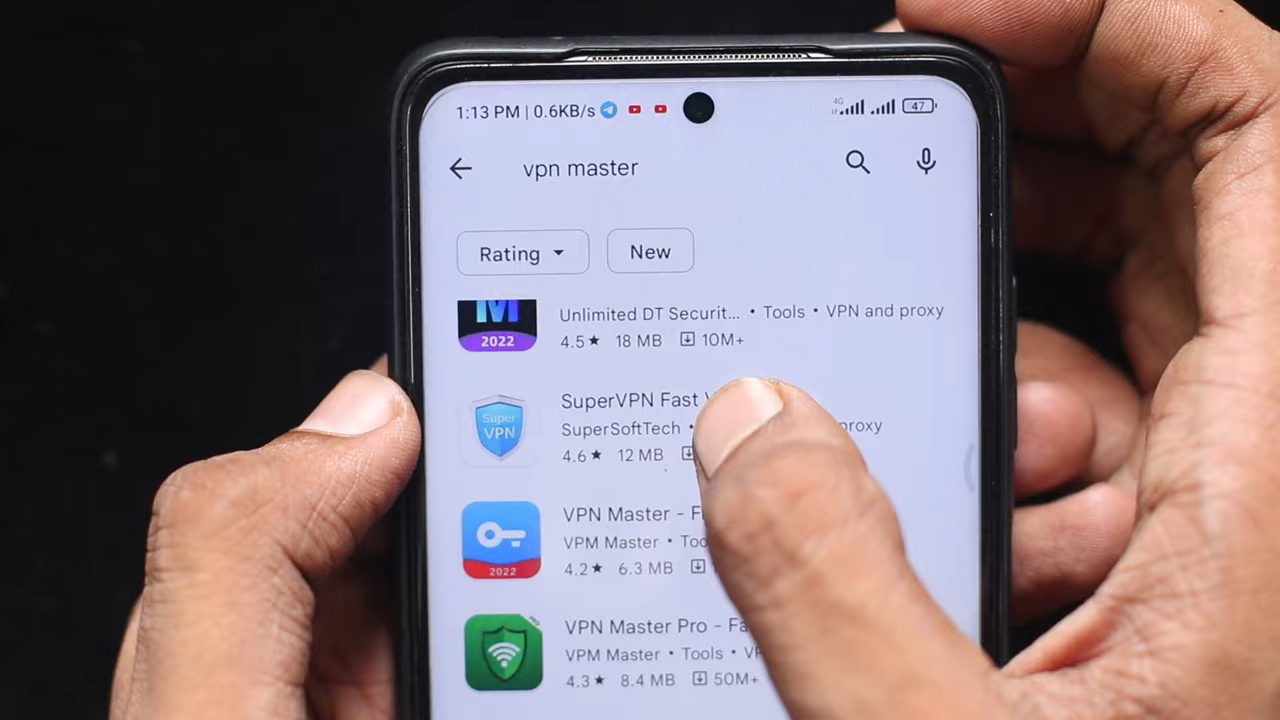 1:13 PM | 0.6KB/s 4G 47
vpn master
Rating New
M
2022
Unlimited DT Securit... • Tools • VPN and proxy
4.5★ 18 MB 10M+
Super
VPN
SuperVPN Fast
SuperSoftTech • proxy
4.6★ 12 MB
VPN Master - F
VPM Master • Too
4.2★ 6.3 MB
2022
VPN Master Pro - Fa
VPM Master • Tools • VP
4.3★ 8.4 MB 50M+